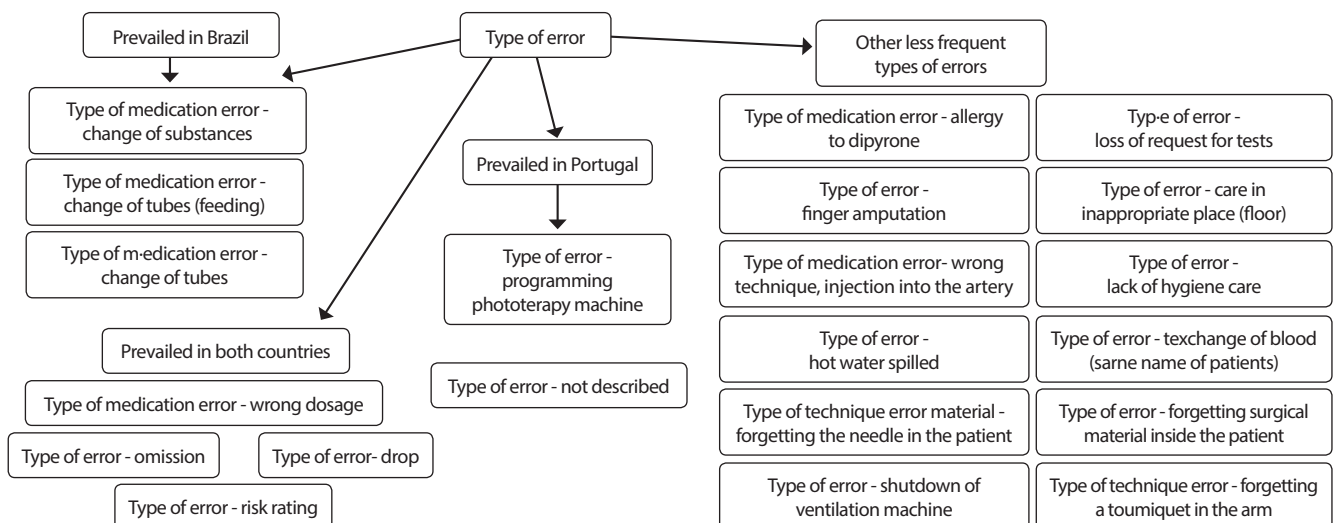 Prevailed in Brazil
Type of medication error -
change of substances
Type of medication error -
change of tubes (feeding)
Type of m·edication error -
change of tubes
Type of error
Prevailed in both countries
Type of medication error - wrong dosage
Type of error - omission
Type of error- drop
Type of error - risk rating
Prevailed in Portugal
Type of error -
programming
phototerapy machine
Type of error - not described
Other less frequent
types of errors
Type of medication error - allergy
to dipyrone
Typ·e of error -
loss of request for tests
Type of error -
finger amputation
Type of error - care in
inappropriate place (floor)
Type of medication error- wrong
technique, injection into the artery
Type of error -
lack of hygiene care
Type of error -
hot water spilled
Type of error - texchange of blood
(sarne name of patients)
Type of technique error material -
forgetting the needle in the patient
Type of error - forgetting surgical
material inside the patient
Type of error - shutdown of
ventilation machine
Type of technique error - forgetting
a toumiquet in the arm